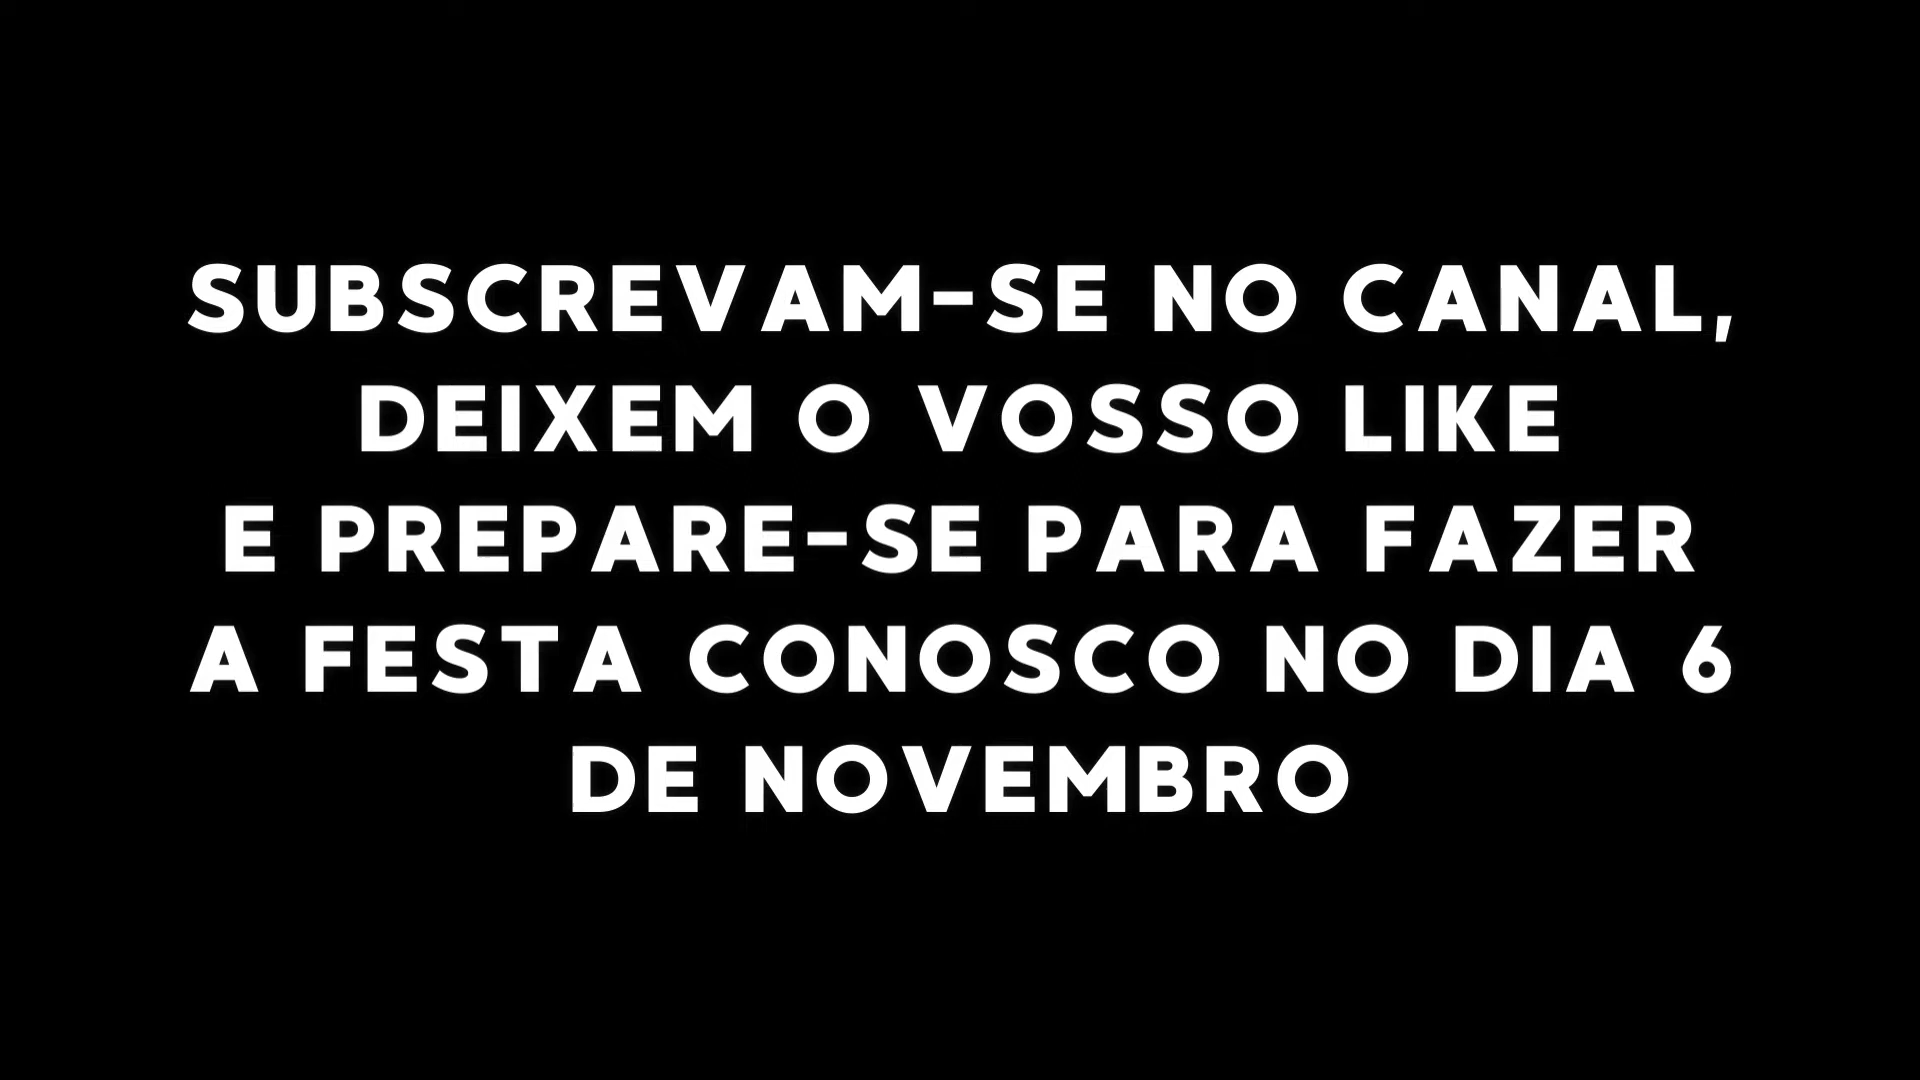 SUBSCREVAM-SE NO CANAL,
DEIXEM O VOSSO LIKE
E PREPARE-SE PARA FAZER
A FESTA CONOSCO NO DIA 6
DE NOVEMBRO